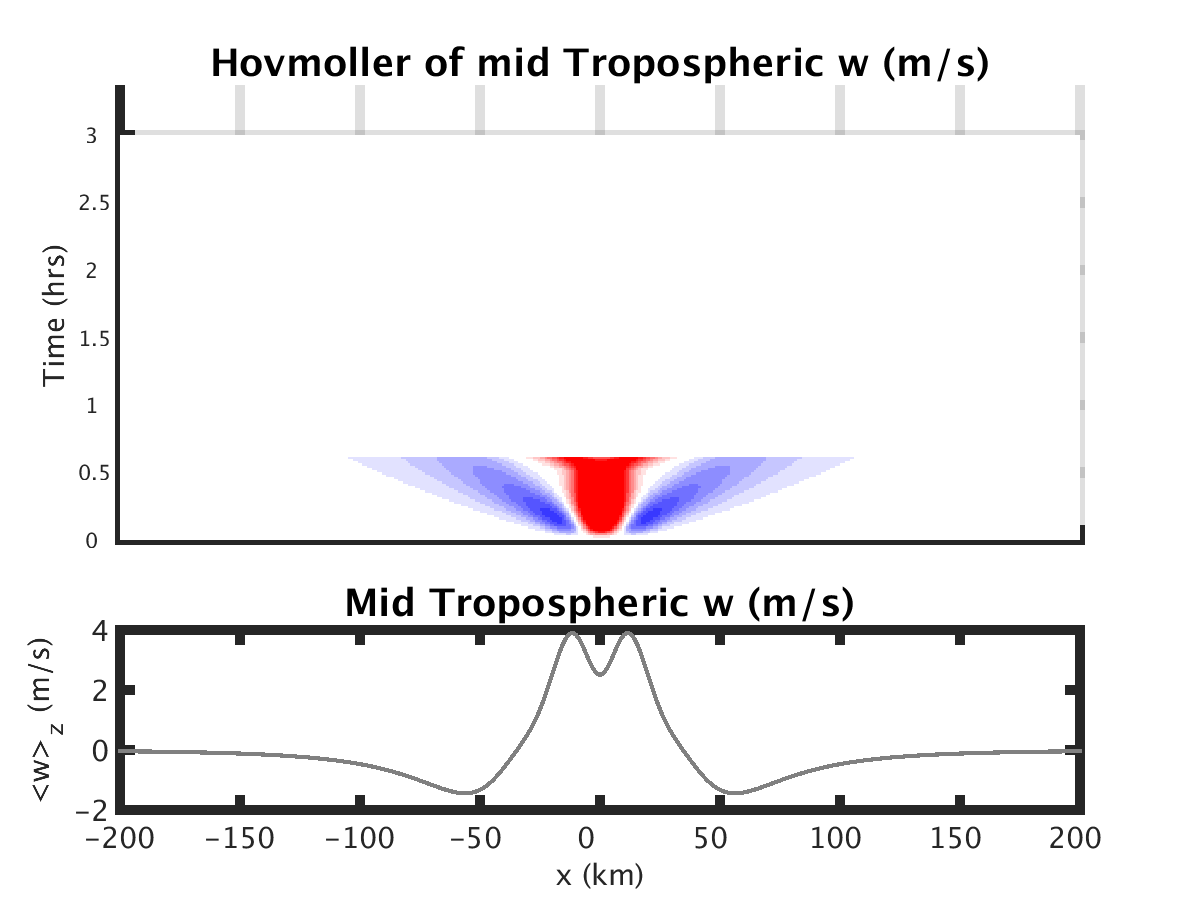 Hovmoller of mid Tropospheric w (m/s)
3
2.5
2
1.5
1
0.5
0
Time (hrs)
Mid Tropospheric w (m/s)
4
2
0
-2
<w>z (m/s)
-200 -150 -100 -50 0 50 100 150 200
x (km)